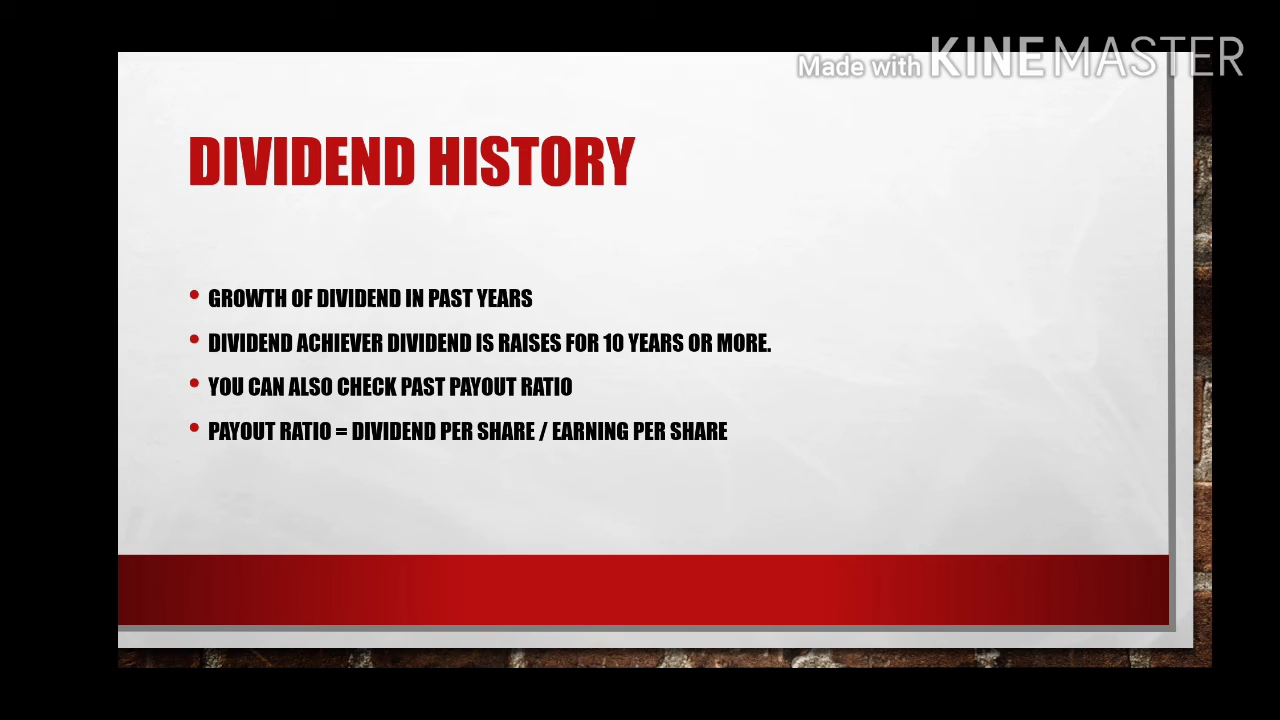 Made with KINEMASTER
DIVIDEND HISTORY
• GROWTH OF DIVIDEND IN PAST YEARS
• DIVIDEND ACHIEVER DIVIDEND IS RAISES FOR 10 YEARS OR MORE.
• YOU CAN ALSO CHECK PAST PAYOUT RATIO
• PAYOUT RATIO = DIVIDEND PER SHARE / EARNING PER SHARE